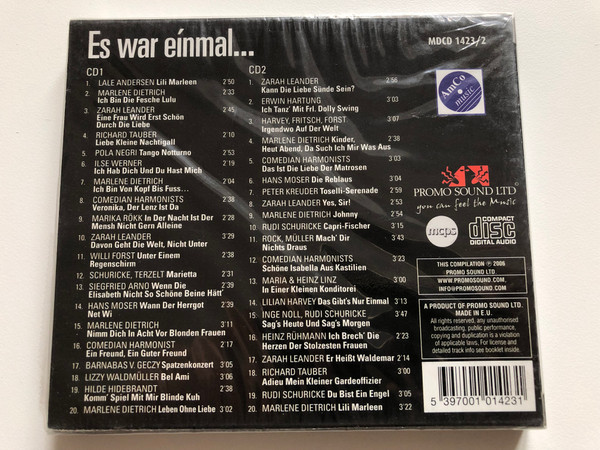 Es war eínmal...
MDCD 1423/2
CD1
1. LALE ANDERSEN Lili Marleen 2'50
2. MARLENE DIETRICH 2'33
Ich Bin Die Fesche Lulu
3. ZARAH LEANDER 2'45
Eine Frau Wird Erst Schön
Durch Die Liebe
4. RICHARD TAUBER 2'10
Liebe Kleine Nachtigall
5. POLA NEGRI Tango Notturno 2'53
6. ILSE WERNER 2'19
Ich Hab Dich Und Du Hast Mich
7. MARLENE DIETRICH 2'04
Ich Bin Von Kopf Bis Fuss...
8. COMEDIAN HARMONISTS 2'38
Veronika, Der Lenz Ist Da
9. MARIKA RÖKK In Der Nacht Ist Der 2'28
Mensh Nicht Gern Alleine
10. ZARAH LEANDER 3'29
Davon Geht Die Welt, Nicht Unter
11. WILLI FORST Unter Einem 2'27
Regenschirm
12. SCHURICKE, TERZELT Marietta 2'31
13. SIEGFRIED ARNO Wenn Die 2'39
Elisabeth Nicht So Schöne Beine Hätt'
14. HANS MOSER Wann Der Herrgot 2'42
Net Wi
15. MARLENE DIETRICH 3'11
Nimm Dich In Acht Vor Blonden Frauen
16. COMEDIAN HARMONIST 2'17
Ein Freund, Ein Guter Freund
17. BARNABAS V. GECZY Spatzenkonzert 3'05
18. LIZZY WALDMÜLLER Bel Ami 3'06
19. HILDE HIDEBRANDT 2'38
Komm' Spiel Mit Mir Blinde Kuh
20. MARLENE DIETRICH Leben Ohne Liebe 3'02
CD2
1. ZARAH LEANDER 2'56
Kann Die Liebe Sünde Sein?
2. ERWIN HARTUNG 3'03
Ich Tanz' Mit Frl. Dolly Swing
3. HARVEY, FRITSCH, FORST 3'07
Irgendwo Auf Der Welt
4. MARLENE DIETRICH Kinder, 2'38
Heut Abend, Da Such Ich Mir Was Aus
5. COMEDIAN HARMONISTS 3'03
Das Ist Die Liebe Der Matrosen
6. HANS MOSER Die Reblaus 3'04
7. PETER KREUDER Toselli-Serenade 2'59
8. ZARAH LEANDER Yes, Sir! 2'53
9. MARLENE DIETRICH Johnny 2'54
10. RUDI SCHURICKE Capri-Fischer 3'15
11. ROCK, MÜLLER Mach' Dir 3'43
Nichts Draus
12. COMEDIAN HARMONISTS 3'23
Schöne Isabella Aus Kastilien
13. MARIA & HEINZ LINZ 3'00
In Einer Kleinen Konditorei
14. LILIAN HARVEY Das Gibt's Nur Eimal 3'13
15. INGE NOLL, RUDI SCHURICKE 3'47
Sag's Heute Und Sag's Morgen
16. HEINZ RÜHMANN Ich Brech' Die 2'23
Herzen Der Stolzesten Frauen
17. ZARAH LEANDER Er Heißt Waldemar 2'14
18. RICHARD TAUBER 3'00
Adieu Mein Kleiner Gardeoffizier
19. RUDI SCHURICKE Du Bist Ein Engel 3'05
20. MARLENE DIETRICH Lili Marleen 3'22
AnCo
music
PROMO SOUND LTD
you can feel the Music
mcps
COMPACT
disc
DIGITAL AUDIO
THIS COMPILATION ℗ 2006
PROMO SOUND LTD.
WWW.PROMOSOUND.COM,
INFO@PROMOSOUND.COM
A PRODUCT OF PROMO SOUND LTD.
MADE IN E.U.
All rights reserved, any unauthorised
broadcasting, public performance,
copying and duplication is a violation
of applicable laws. For license and
detailed track info see booklet inside.
5 397001 014231